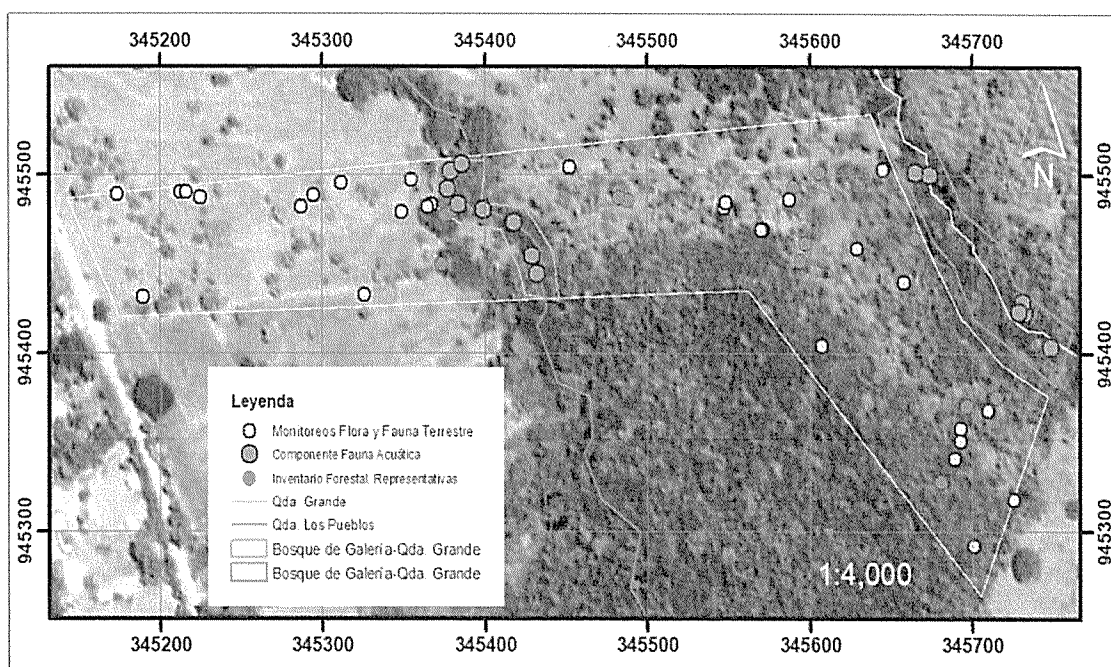 345200 345300 345400 345500 345600 345700
945500 945500
N
945400 945400
Leyenda
Monitoreos Flora y Fauna Terrestre
Componente Fauna Acuática
Inventario Forestal Representativas
Qda. Grande
Qda. Los Pueblos
Bosque de Galería-Qda. Grande
Bosque de Galería-Qda. Grande
945300 945300
1:4,000
345200 345300 345400 345500 345600 345700